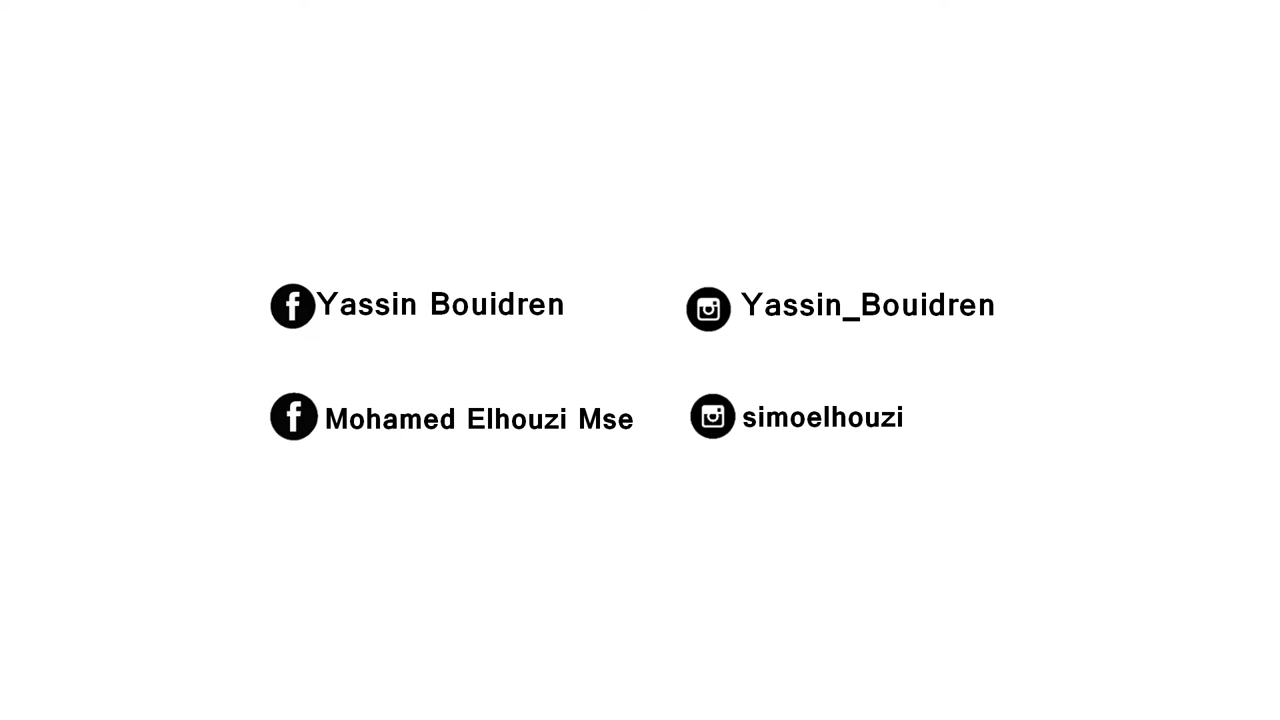 Yassin Bouidren
Yassin_Bouidren
Mohamed Elhouzi Mse
simoelhouzi